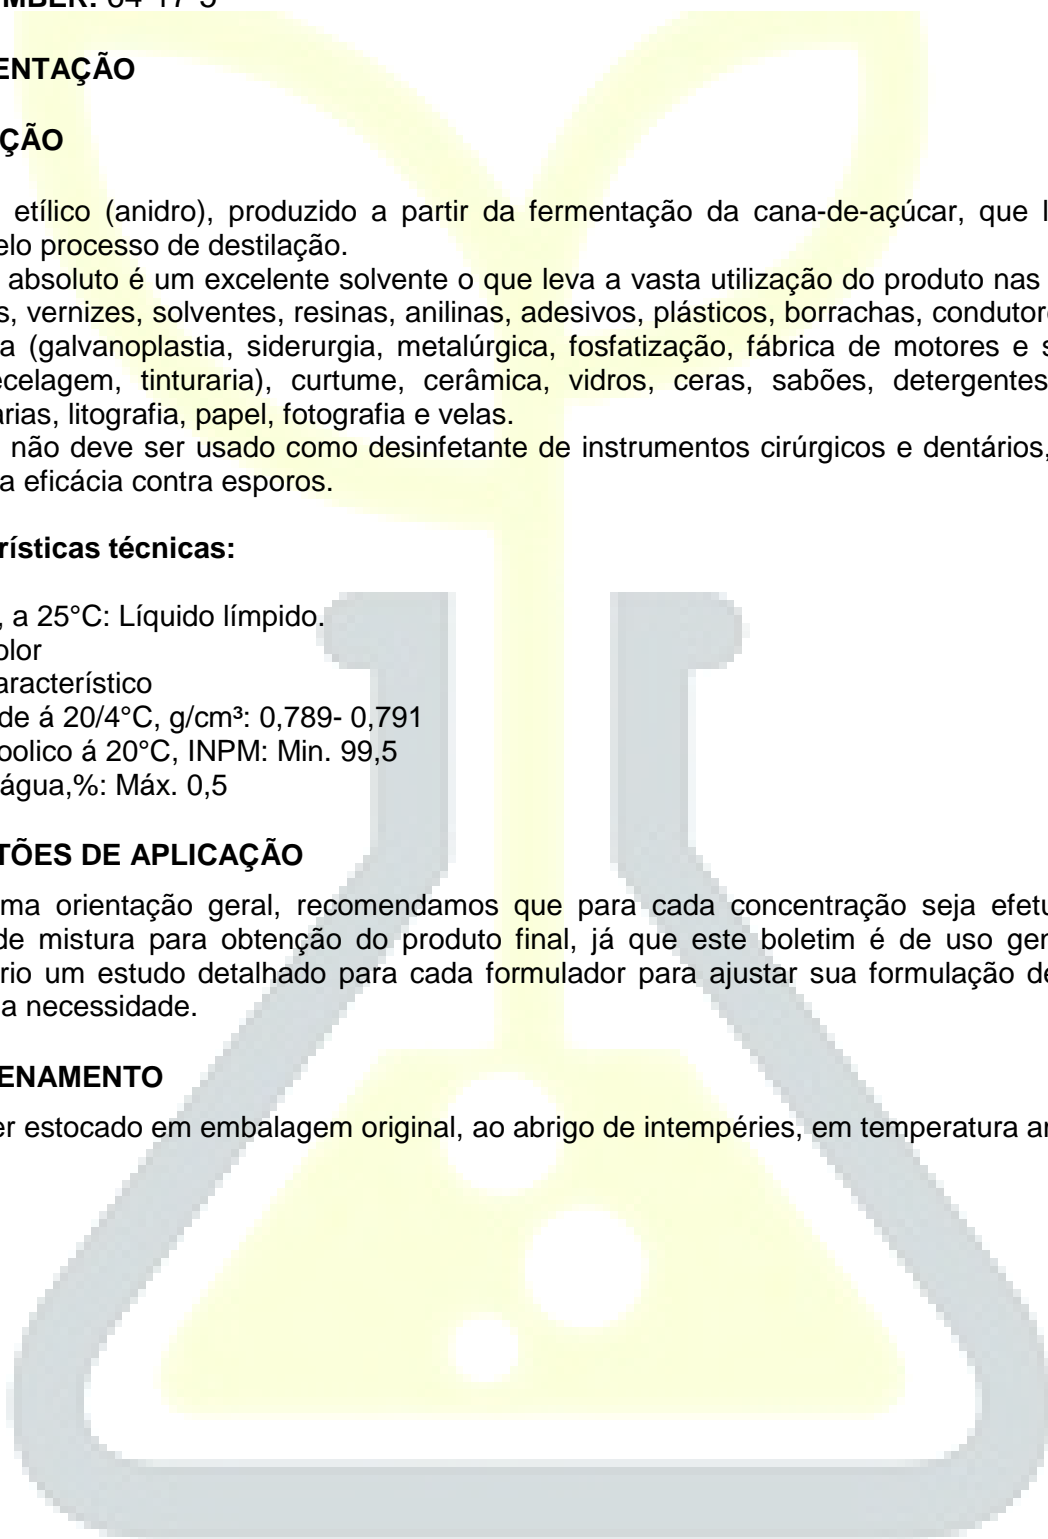 MBER: 64-17-5
ENTAÇÃO
ÇÃO
etílico (anidro), produzido a partir da fermentação da cana-de-açúcar, que l
elo processo de destilação.
absoluto é um excelente solvente o que leva a vasta utilização do produto nas
s, vernizes, solventes, resinas, anilinas, adesivos, plásticos, borrachas, condutor
a (galvanoplastia, siderurgia, metalúrgica, fosfatização, fábrica de motores e s
ecelagem, tinturaria), curtume, cerâmica, vidros, ceras, sabões, detergentes
arias, litografia, papel, fotografia e velas.
não deve ser usado como desinfetante de instrumentos cirúrgicos e dentários,
a eficácia contra esporos.
rísticas técnicas:
, a 25°C: Líquido límpido.
olor
aracterístico
de á 20/4°C, g/cm³: 0,789- 0,791
oolico á 20°C, INPM: Min. 99,5
água,%: Máx. 0,5
TÕES DE APLICAÇÃO
ma orientação geral, recomendamos que para cada concentração seja efetu
de mistura para obtenção do produto final, já que este boletim é de uso ger
rio um estudo detalhado para cada formulador para ajustar sua formulação de
a necessidade.
ENAMENTO
er estocado em embalagem original, ao abrigo de intempéries, em temperatura a